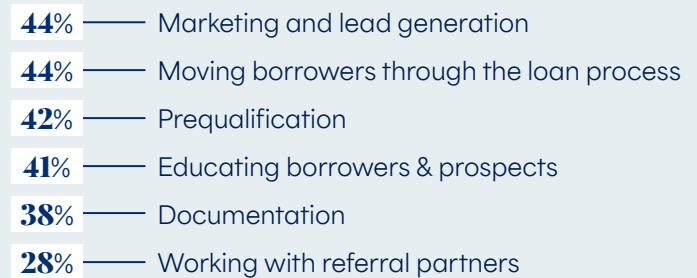 44% Marketing and lead generation
44% Moving borrowers through the loan process
42% Prequalification
41% Educating borrowers & prospects
38% Documentation
28% Working with referral partners